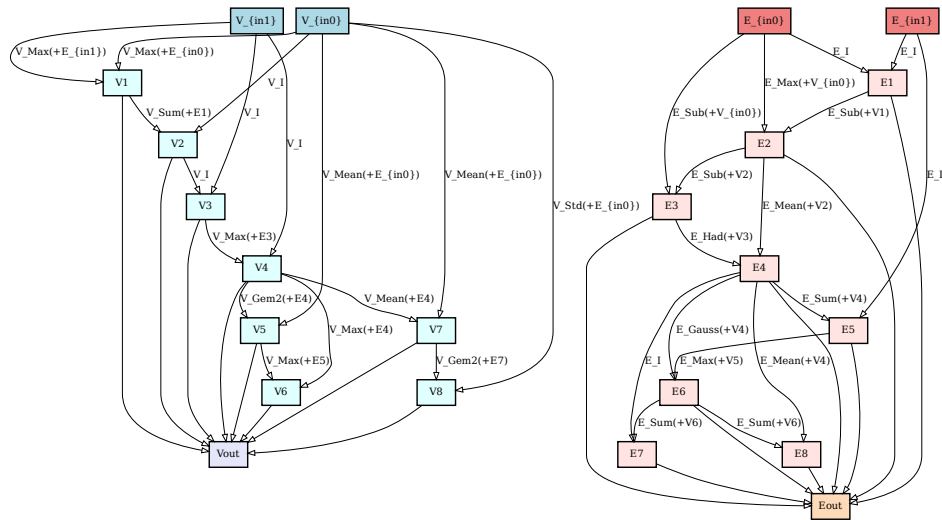 V_{in1}
V_{in0}
E_{in0}
E_{in1}
V_Max(+E_{in1})
V_Max(+E_{in0})
E_I
E_I
V1
V_I
E_Max(+V_{in0})
E1
V_Sum(+E1)
V_I
E_Sub(+V_{in0})
E_Sub(+V1)
V2
V_I
E2
V_I
V_Mean(+E_{in0})
V_Mean(+E_{in0})
E_Sub(+V2)
E_I
V3
V_Std(+E_{in0})
E3
E_Mean(+V2)
V_Max(+E3)
E_Had(+V3)
V4
E4
V_Gem2(+E4)
V_Mean(+E4)
E_Sum(+V4)
V5
V_Max(+E4)
V7
E_Gauss(+V4)
E5
V_Max(+E5)
V_Gem2(+E7)
E_I
E_Max(+V5)
E_Mean(+V4)
V6
V8
E6
E_Sum(+V6)
E_Sum(+V6)
Vout
E7
E8
Eout